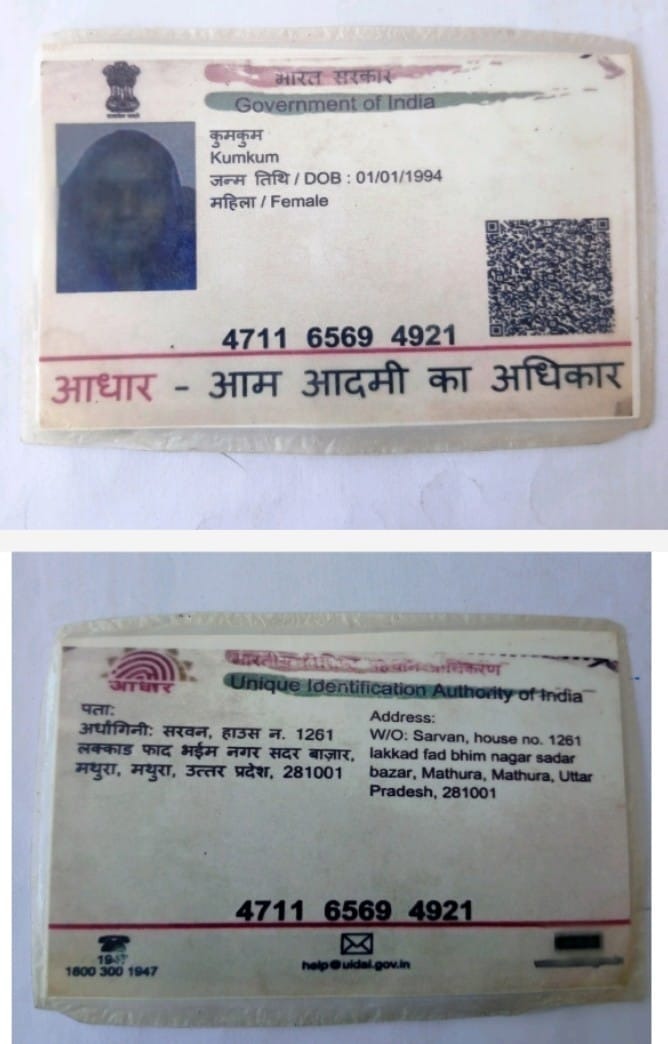 भारत सरकार
Government of India
कुमकुम
Kumkum
जन्म तिथि / DOB : 01/01/1994
महिला / Female
4711 6569 4921
आधार - आम आदमी का अधिकार
आधार
Unique Identification Authority of India
पता:
अर्धांगिनी: सरवन, हाउस न. 1261
लक्काड फाद भईम नगर सदर बाज़ार,
मथुरा, मथुरा, उत्तर प्रदेश, 281001
Address:
W/O: Sarvan, house no. 1261
lakkad fad bhim nagar sadar
bazar, Mathura, Mathura, Uttar
Pradesh, 281001
4711 6569 4921
1800 300 1947
help@uidai.gov.in